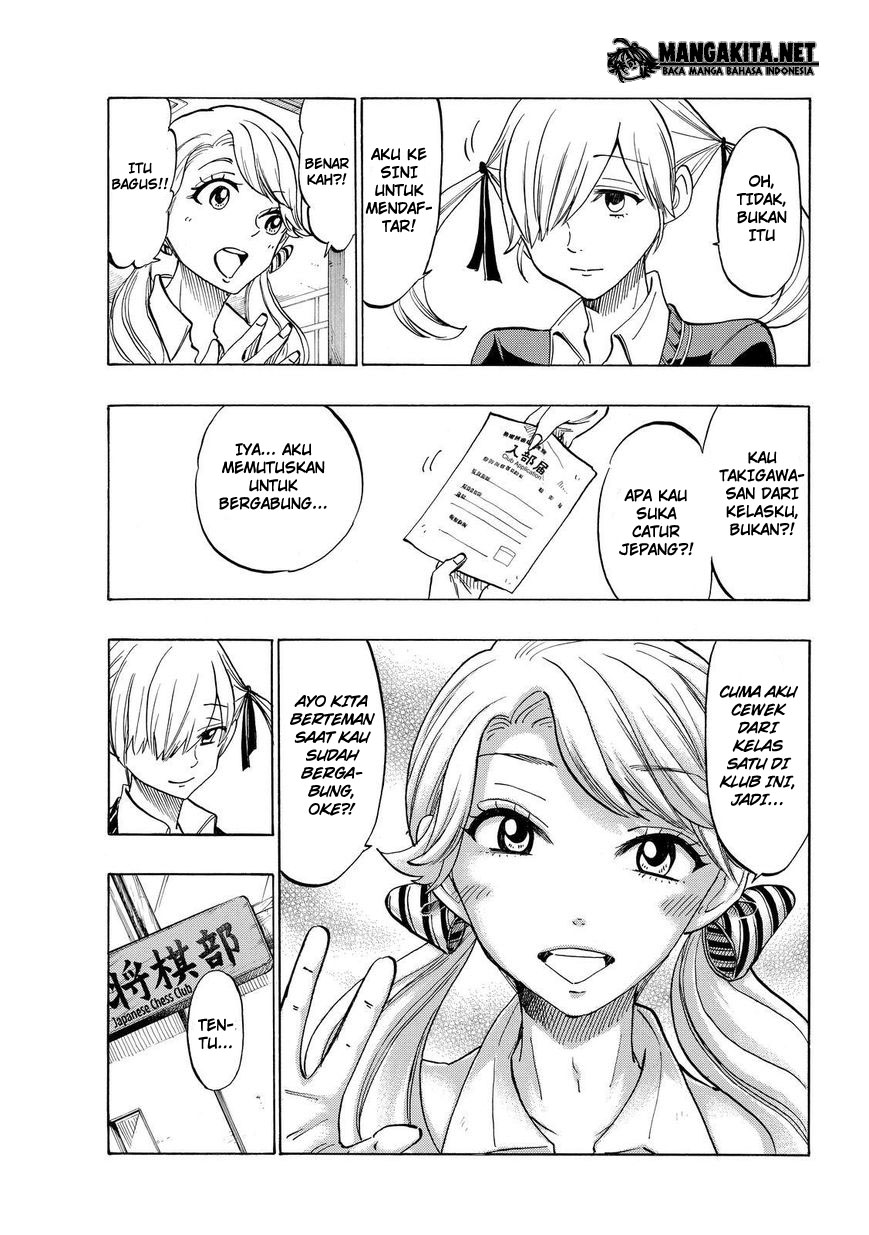 MANGAKITA.NET
BACA MANGA BAHASA INDONESIA
OH,
TIDAK,
BUKAN
ITU
AKU KE
SINI
UNTUK
MENDAF-
TAR!
BENAR
KAH?!
ITU
BAGUS!!
KAU
TAKIGAWA-
SAN DARI
KELASKU,
BUKAN?!
APA KAU
SUKA
CATUR
JEPANG?!
入部届
Club Application
IYA... AKU
MEMUTUSKAN
UNTUK
BERGABUNG...
CUMA AKU
CEWEK
DARI
KELAS
SATU DI
KLUB INI,
JADI...
AYO KITA
BERTEMAN
SAAT KAU
SUDAH
BERGA-
BUNG,
OKE?!
将棋部
Japanese Chess Club
TEN-
TU...